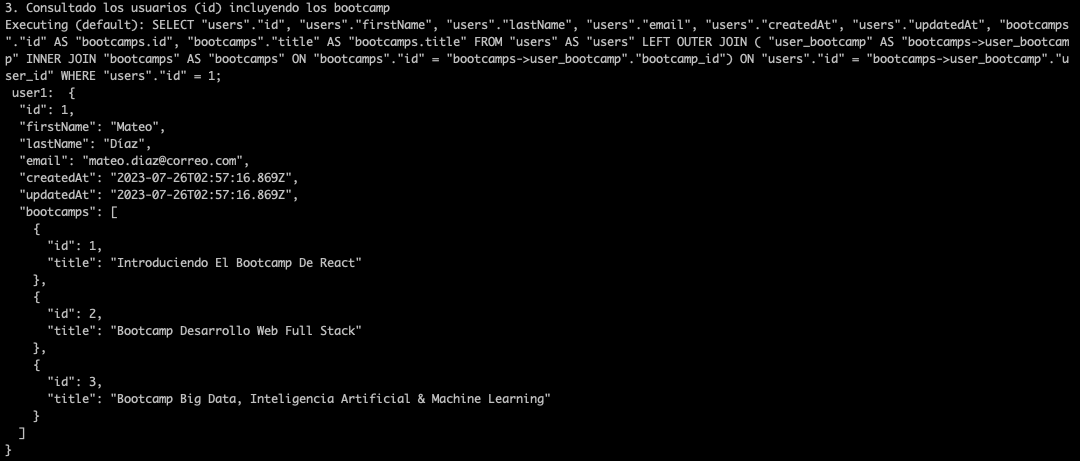 3. Consultado los usuarios (id) incluyendo los bootcamp
Executing (default): SELECT "users"."id", "users"."firstName", "users"."lastName", "users"."email", "users"."createdAt", "users"."updatedAt", "bootcamps
"."id" AS "bootcamps.id", "bootcamps"."title" AS "bootcamps.title" FROM "users" AS "users" LEFT OUTER JOIN ( "user_bootcamp" AS "bootcamps->user_bootcam
p" INNER JOIN "bootcamps" AS "bootcamps" ON "bootcamps"."id" = "bootcamps->user_bootcamp"."bootcamp_id") ON "users"."id" = "bootcamps->user_bootcamp"."u
ser_id" WHERE "users"."id" = 1;
 user1:  {
  "id": 1,
  "firstName": "Mateo",
  "lastName": "Díaz",
  "email": "mateo.diaz@correo.com",
  "createdAt": "2023-07-26T02:57:16.869Z",
  "updatedAt": "2023-07-26T02:57:16.869Z",
  "bootcamps": [
    {
      "id": 1,
      "title": "Introduciendo El Bootcamp De React"
    },
    {
      "id": 2,
      "title": "Bootcamp Desarrollo Web Full Stack"
    },
    {
      "id": 3,
      "title": "Bootcamp Big Data, Inteligencia Artificial & Machine Learning"
    }
  ]
}